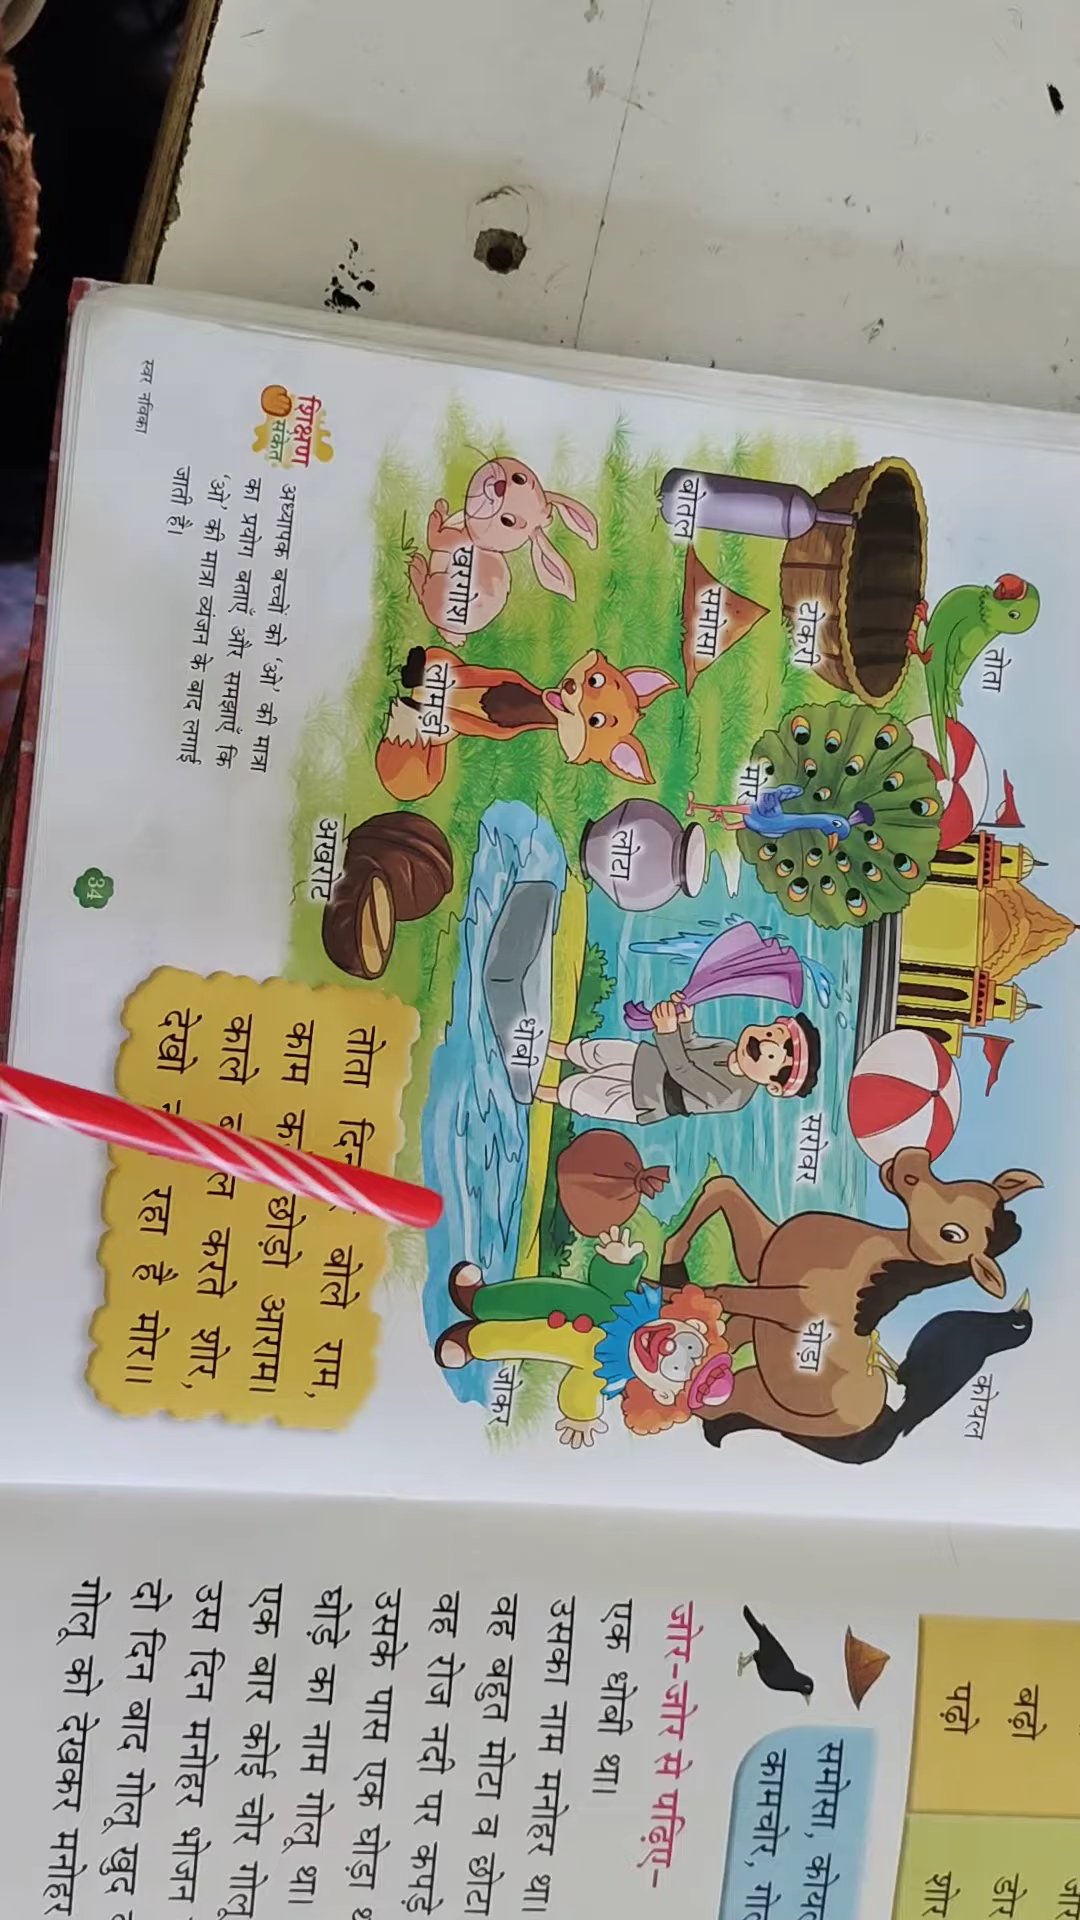 तोता
कोयल
टोकरी
मोर
सरोवर
घोड़ा
बोतल
समोसा
लोटा
धोबी
जोकर
खरगोश
लोमड़ी
अखरोट
तोता बोले राम,
काम छोड़ो आराम।
काले करते शोर,
देखो रहा है मोर।।
शिक्षण
संकेत
अध्यापक बच्चों को ‘ओ’ की मात्रा
का प्रयोग बताएँ और समझाएँ कि
‘ओ’ की मात्रा व्यंजन के बाद लगाई
जाती है।
34
बढ़ो डोर
पढ़ो शोर
समोसा,
कामचोर,
जोर-जोर से पढ़िए-
एक धोबी था।
उसका नाम मनोहर था।
वह बहुत मोटा व छोटा
वह रोज नदी पर कपड़े
उसके पास एक घोड़ा
घोड़े का नाम गोलू था।
एक बार कोई चोर गोलू
उस दिन मनोहर भोजन
दो दिन बाद गोलू खुद
गोलू को देखकर मनोहर